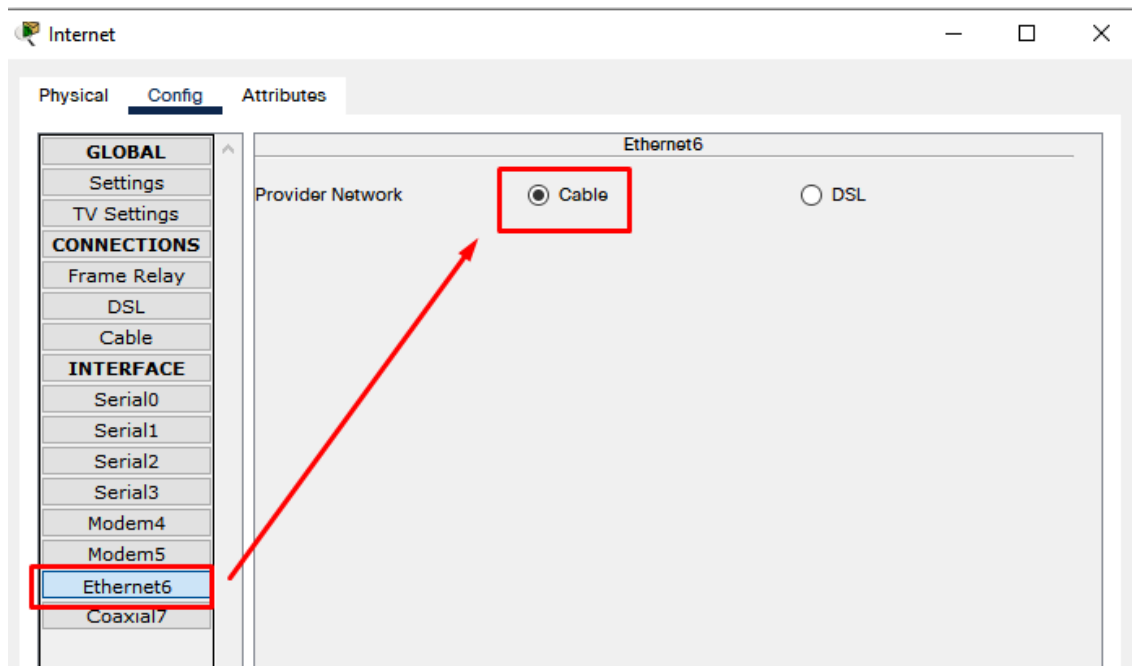 Internet
Physical Config Attributes
GLOBAL
Settings
TV Settings
CONNECTIONS
Frame Relay
DSL
Cable
INTERFACE
Serial0
Serial1
Serial2
Serial3
Modem4
Modem5
Ethernet6
Coaxial7
Ethernet6
Provider Network Cable DSL